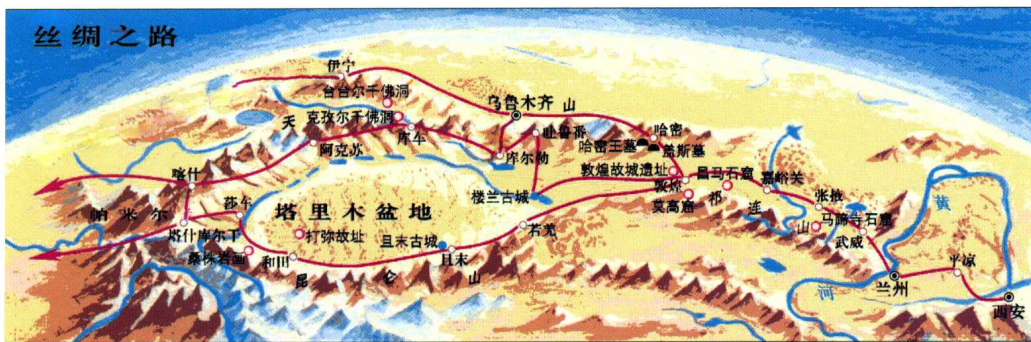 丝绸之路
伊宁
台台尔千佛洞
克孜尔千佛洞
天
山
乌鲁木齐
吐鲁番
哈密
哈密王墓
盖斯墓
库车
阿克苏
库尔勒
喀什
楼兰古城
敦煌故城遗址
敦煌
莫高窟
昌马石窟
嘉峪关
祁
连
山
张掖
马蹄寺石窟
武威
黄
河
兰州
平凉
西安
帕米尔
莎车
塔里木盆地
塔什库尔干
打弥故址
桑株岩画
和田
且末古城
且末
若羌
昆
仑
山